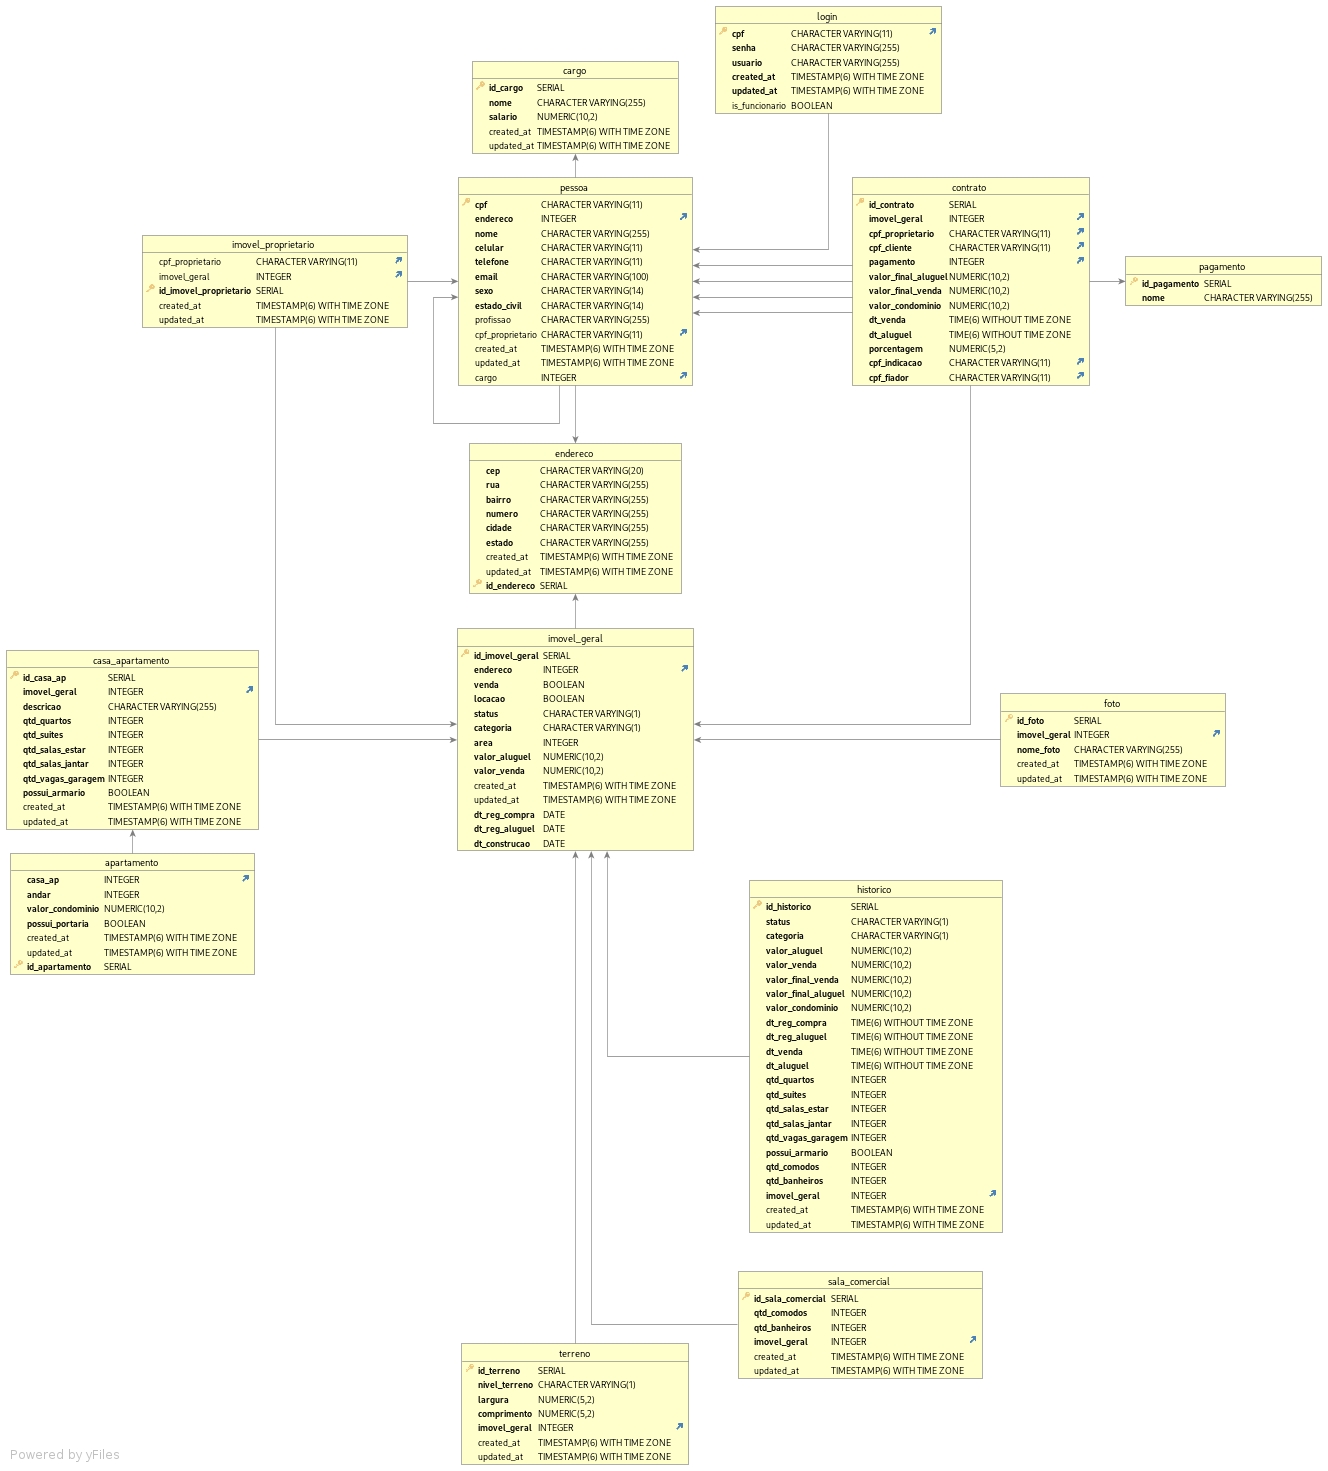 login
cpf CHARACTER VARYING(11)
senha CHARACTER VARYING(255)
usuario CHARACTER VARYING(255)
created_at TIMESTAMP(6) WITH TIME ZONE
updated_at TIMESTAMP(6) WITH TIME ZONE
is_funcionario BOOLEAN
cargo
id_cargo SERIAL
nome CHARACTER VARYING(255)
salario NUMERIC(10,2)
created_at TIMESTAMP(6) WITH TIME ZONE
updated_at TIMESTAMP(6) WITH TIME ZONE
pessoa
cpf CHARACTER VARYING(11)
endereco INTEGER
nome CHARACTER VARYING(255)
celular CHARACTER VARYING(11)
telefone CHARACTER VARYING(11)
email CHARACTER VARYING(100)
sexo CHARACTER VARYING(14)
estado_civil CHARACTER VARYING(14)
profissao CHARACTER VARYING(255)
cpf_proprietario CHARACTER VARYING(11)
created_at TIMESTAMP(6) WITH TIME ZONE
updated_at TIMESTAMP(6) WITH TIME ZONE
cargo INTEGER
contrato
id_contrato SERIAL
imovel_geral INTEGER
cpf_proprietario CHARACTER VARYING(11)
cpf_cliente CHARACTER VARYING(11)
pagamento INTEGER
valor_final_aluguel NUMERIC(10,2)
valor_final_venda NUMERIC(10,2)
valor_condominio NUMERIC(10,2)
dt_venda TIME(6) WITHOUT TIME ZONE
dt_aluguel TIME(6) WITHOUT TIME ZONE
porcentagem NUMERIC(5,2)
cpf_indicacao CHARACTER VARYING(11)
cpf_fiador CHARACTER VARYING(11)
imovel_proprietario
cpf_proprietario CHARACTER VARYING(11)
imovel_geral INTEGER
id_imovel_proprietario SERIAL
created_at TIMESTAMP(6) WITH TIME ZONE
updated_at TIMESTAMP(6) WITH TIME ZONE
pagamento
id_pagamento SERIAL
nome CHARACTER VARYING(255)
endereco
cep CHARACTER VARYING(20)
rua CHARACTER VARYING(255)
bairro CHARACTER VARYING(255)
numero CHARACTER VARYING(255)
cidade CHARACTER VARYING(255)
estado CHARACTER VARYING(255)
created_at TIMESTAMP(6) WITH TIME ZONE
updated_at TIMESTAMP(6) WITH TIME ZONE
id_endereco SERIAL
imovel_geral
id_imovel_geral SERIAL
endereco INTEGER
venda BOOLEAN
locacao BOOLEAN
status CHARACTER VARYING(1)
categoria CHARACTER VARYING(1)
area INTEGER
valor_aluguel NUMERIC(10,2)
valor_venda NUMERIC(10,2)
created_at TIMESTAMP(6) WITH TIME ZONE
updated_at TIMESTAMP(6) WITH TIME ZONE
dt_reg_compra DATE
dt_reg_aluguel DATE
dt_construcao DATE
casa_apartamento
id_casa_ap SERIAL
imovel_geral INTEGER
descricao CHARACTER VARYING(255)
qtd_quartos INTEGER
qtd_suites INTEGER
qtd_salas_estar INTEGER
qtd_salas_jantar INTEGER
qtd_vagas_garagem INTEGER
possui_armario BOOLEAN
created_at TIMESTAMP(6) WITH TIME ZONE
updated_at TIMESTAMP(6) WITH TIME ZONE
foto
id_foto SERIAL
imovel_geral INTEGER
nome_foto CHARACTER VARYING(255)
created_at TIMESTAMP(6) WITH TIME ZONE
updated_at TIMESTAMP(6) WITH TIME ZONE
apartamento
casa_ap INTEGER
andar INTEGER
valor_condominio NUMERIC(10,2)
possui_portaria BOOLEAN
created_at TIMESTAMP(6) WITH TIME ZONE
updated_at TIMESTAMP(6) WITH TIME ZONE
id_apartamento SERIAL
historico
id_historico SERIAL
status CHARACTER VARYING(1)
categoria CHARACTER VARYING(1)
valor_aluguel NUMERIC(10,2)
valor_venda NUMERIC(10,2)
valor_final_venda NUMERIC(10,2)
valor_final_aluguel NUMERIC(10,2)
valor_condominio NUMERIC(10,2)
dt_reg_compra TIME(6) WITHOUT TIME ZONE
dt_reg_aluguel TIME(6) WITHOUT TIME ZONE
dt_venda TIME(6) WITHOUT TIME ZONE
dt_aluguel TIME(6) WITHOUT TIME ZONE
qtd_quartos INTEGER
qtd_suites INTEGER
qtd_salas_estar INTEGER
qtd_salas_jantar INTEGER
qtd_vagas_garagem INTEGER
possui_armario BOOLEAN
qtd_comodos INTEGER
qtd_banheiros INTEGER
imovel_geral INTEGER
created_at TIMESTAMP(6) WITH TIME ZONE
updated_at TIMESTAMP(6) WITH TIME ZONE
sala_comercial
id_sala_comercial SERIAL
qtd_comodos INTEGER
qtd_banheiros INTEGER
imovel_geral INTEGER
created_at TIMESTAMP(6) WITH TIME ZONE
updated_at TIMESTAMP(6) WITH TIME ZONE
terreno
id_terreno SERIAL
nivel_terreno CHARACTER VARYING(1)
largura NUMERIC(5,2)
comprimento NUMERIC(5,2)
imovel_geral INTEGER
created_at TIMESTAMP(6) WITH TIME ZONE
updated_at TIMESTAMP(6) WITH TIME ZONE
Powered by yFiles